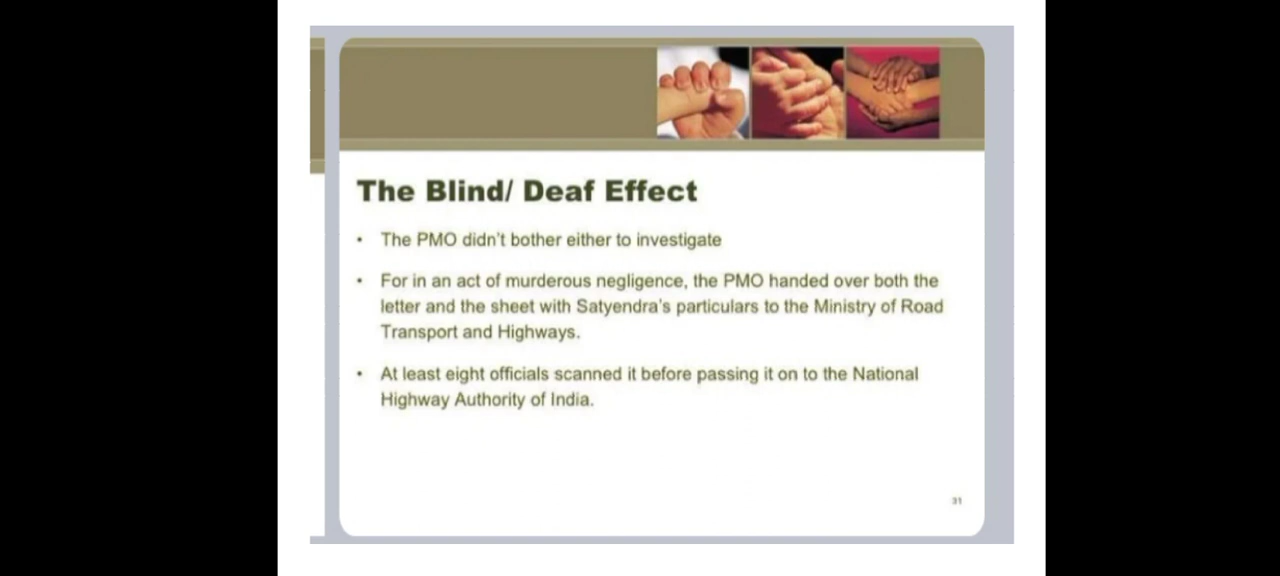 The Blind/ Deaf Effect
• The PMO didn't bother either to investigate
• For in an act of murderous negligence, the PMO handed over both the
letter and the sheet with Satyendra's particulars to the Ministry of Road
Transport and Highways.
• At least eight officials scanned it before passing it on to the National
Highway Authority of India.
31